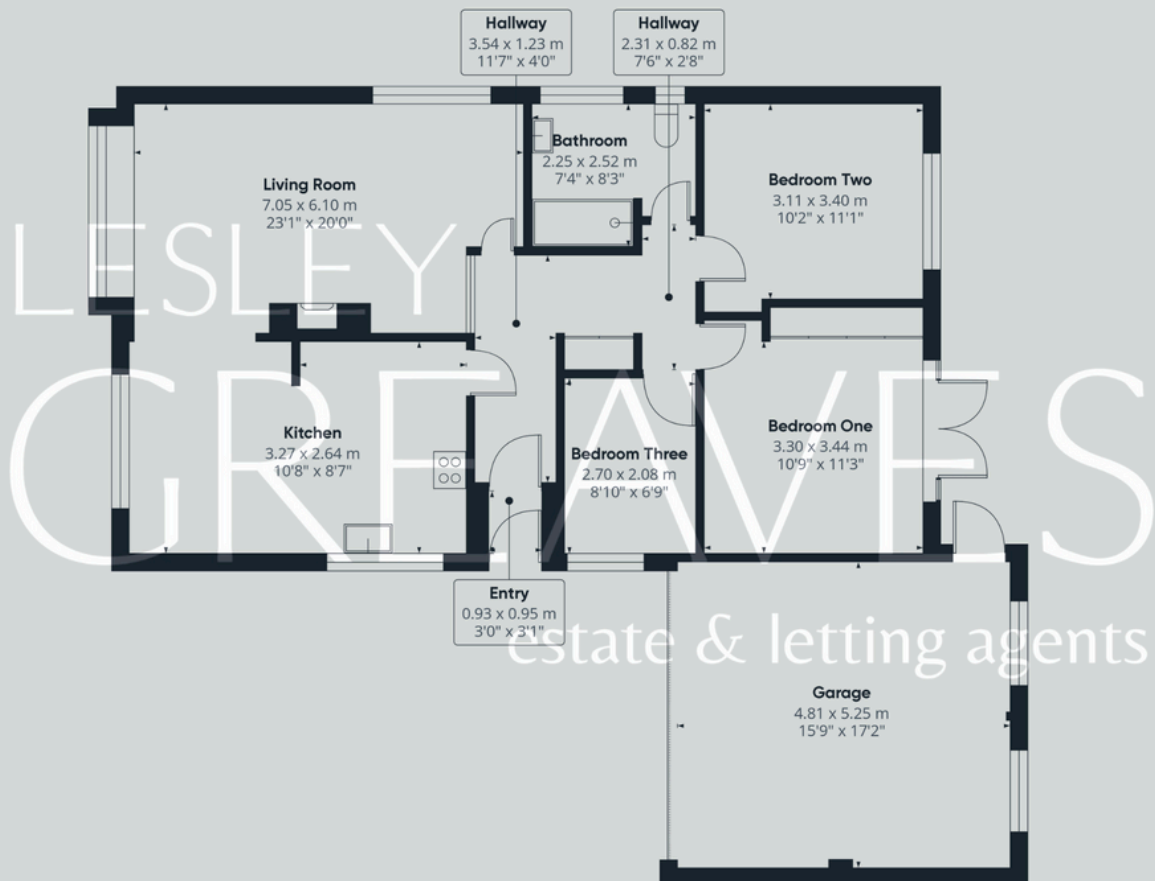 Hallway
3.54 x 1.23 m
11'7" x 4'0"
Hallway
2.31 x 0.82 m
7'6" x 2'8"
Bathroom
2.25 x 2.52 m
7'4" x 8'3"
Living Room
7.05 x 6.10 m
23'1" x 20'0"
Bedroom Two
3.11 x 3.40 m
10'2" x 11'1"
LESLEY
GREAVES
estate & letting agents
Kitchen
3.27 x 2.64 m
10'8" x 8'7"
Bedroom Three
2.70 x 2.08 m
8'10" x 6'9"
Bedroom One
3.30 x 3.44 m
10'9" x 11'3"
Entry
0.93 x 0.95 m
3'0" x 3'1"
Garage
4.81 x 5.25 m
15'9" x 17'2"